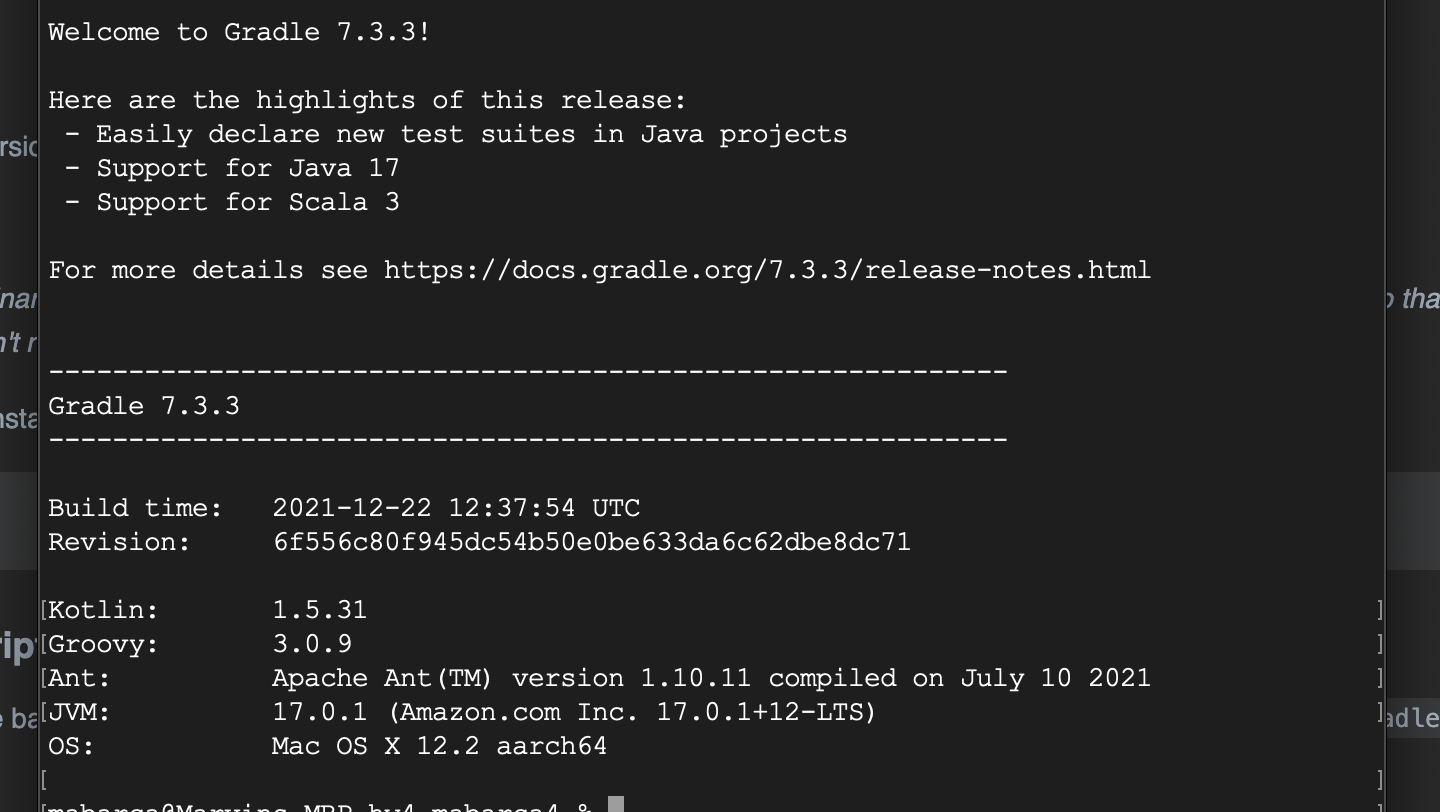 Welcome to Gradle 7.3.3!
Here are the highlights of this release:
- Easily declare new test suites in Java projects
- Support for Java 17
- Support for Scala 3
For more details see https://docs.gradle.org/7.3.3/release-notes.html
------------------------------------------------------------
Gradle 7.3.3
------------------------------------------------------------
Build time: 2021-12-22 12:37:54 UTC
Revision: 6f556c80f945dc54b50e0be633da6c62dbe8dc71
[Kotlin: 1.5.31 ]
[Groovy: 3.0.9 ]
[Ant: Apache Ant(TM) version 1.10.11 compiled on July 10 2021 ]
[JVM: 17.0.1 (Amazon.com Inc. 17.0.1+12-LTS) ]
OS: Mac OS X 12.2 aarch64
[ ]